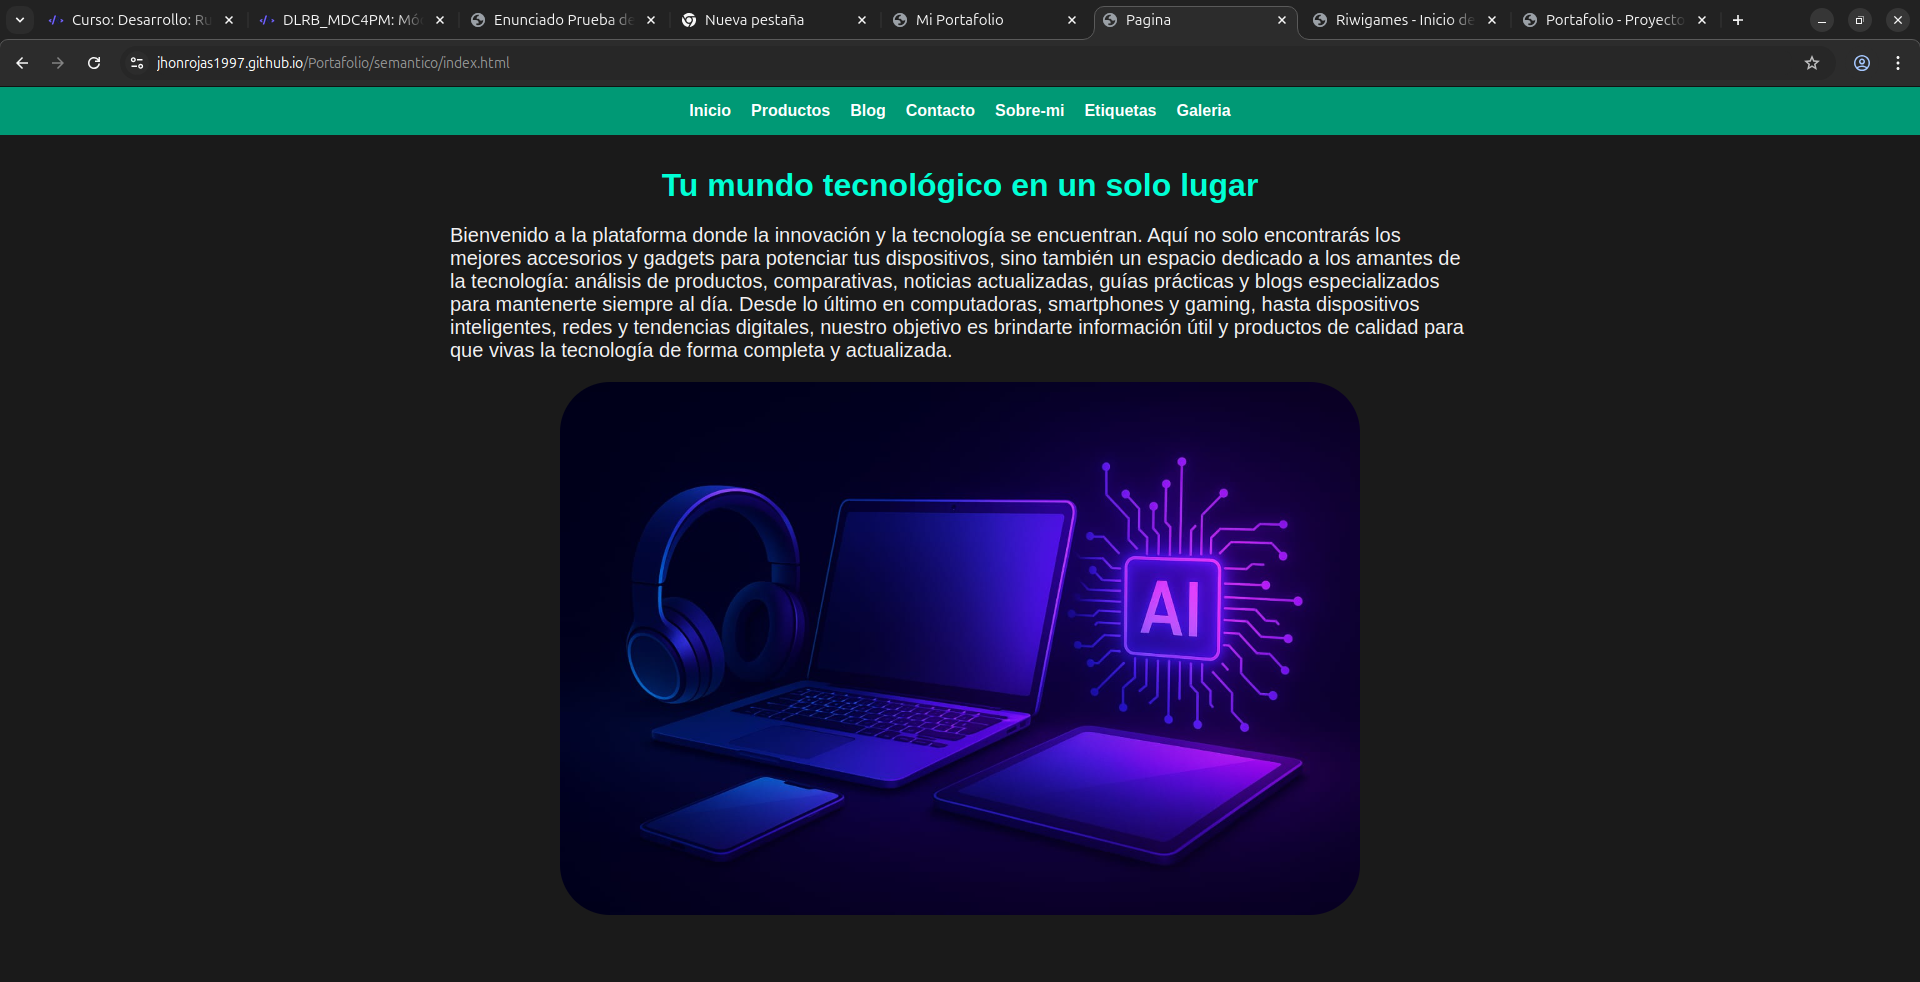 Curso: Desarrollo: Ru
DLRB_MDC4PM: Mó
Enunciado Prueba de
Nueva pestaña
Mi Portafolio
Pagina
Riwigames - Inicio de
Portafolio - Proyecto
jhonrojas1997.github.io/Portafolio/semantico/index.html
Inicio Productos Blog Contacto Sobre-mi Etiquetas Galeria
Tu mundo tecnológico en un solo lugar
Bienvenido a la plataforma donde la innovación y la tecnología se encuentran. Aquí no solo encontrarás los
mejores accesorios y gadgets para potenciar tus dispositivos, sino también un espacio dedicado a los amantes de
la tecnología: análisis de productos, comparativas, noticias actualizadas, guías prácticas y blogs especializados
para mantenerte siempre al día. Desde lo último en computadoras, smartphones y gaming, hasta dispositivos
inteligentes, redes y tendencias digitales, nuestro objetivo es brindarte información útil y productos de calidad para
que vivas la tecnología de forma completa y actualizada.
AI